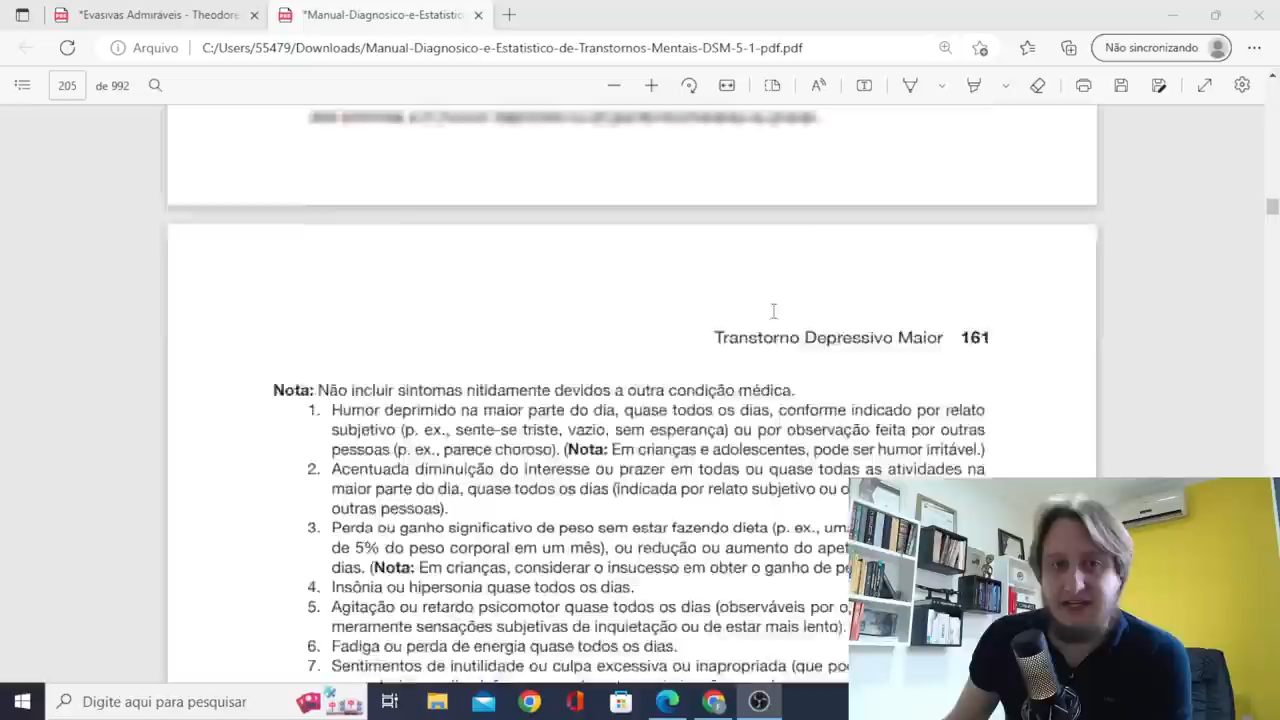 *Evasivas Admiráveis - Theodore
*Manual-Diagnosico-e-Estatistico
Arquivo
C:/Users/55479/Downloads/Manual-Diagnosico-e-Estatistico-de-Transtornos-Mentais-DSM-5-1-pdf.pdf
Não sincronizando
205 de 992
Transtorno Depressivo Maior 161
Nota: Não incluir sintomas nitidamente devidos a outra condição médica.
1. Humor deprimido na maior parte do dia, quase todos os dias, conforme indicado por relato
subjetivo (p. ex., sente-se triste, vazio, sem esperança) ou por observação feita por outras
pessoas (p. ex., parece choroso). (Nota: Em crianças e adolescentes, pode ser humor irritável.)
2. Acentuada diminuição do interesse ou prazer em todas ou quase todas as atividades na
maior parte do dia, quase todos os dias (indicada por relato subjetivo ou
outras pessoas).
3. Perda ou ganho significativo de peso sem estar fazendo dieta (p. ex.,
de 5% do peso corporal em um mês), ou redução ou aumento do
dias. (Nota: Em crianças, considerar o insucesso em obter o ganho de
4. Insônia ou hipersonia quase todos os dias.
5. Agitação ou retardo psicomotor quase todos os dias (observáveis por
meramente sensações subjetivas de inquietação ou de estar mais lento).
6. Fadiga ou perda de energia quase todos os dias.
7. Sentimentos de inutilidade ou culpa excessiva ou inapropriada (que
Digite aqui para pesquisar